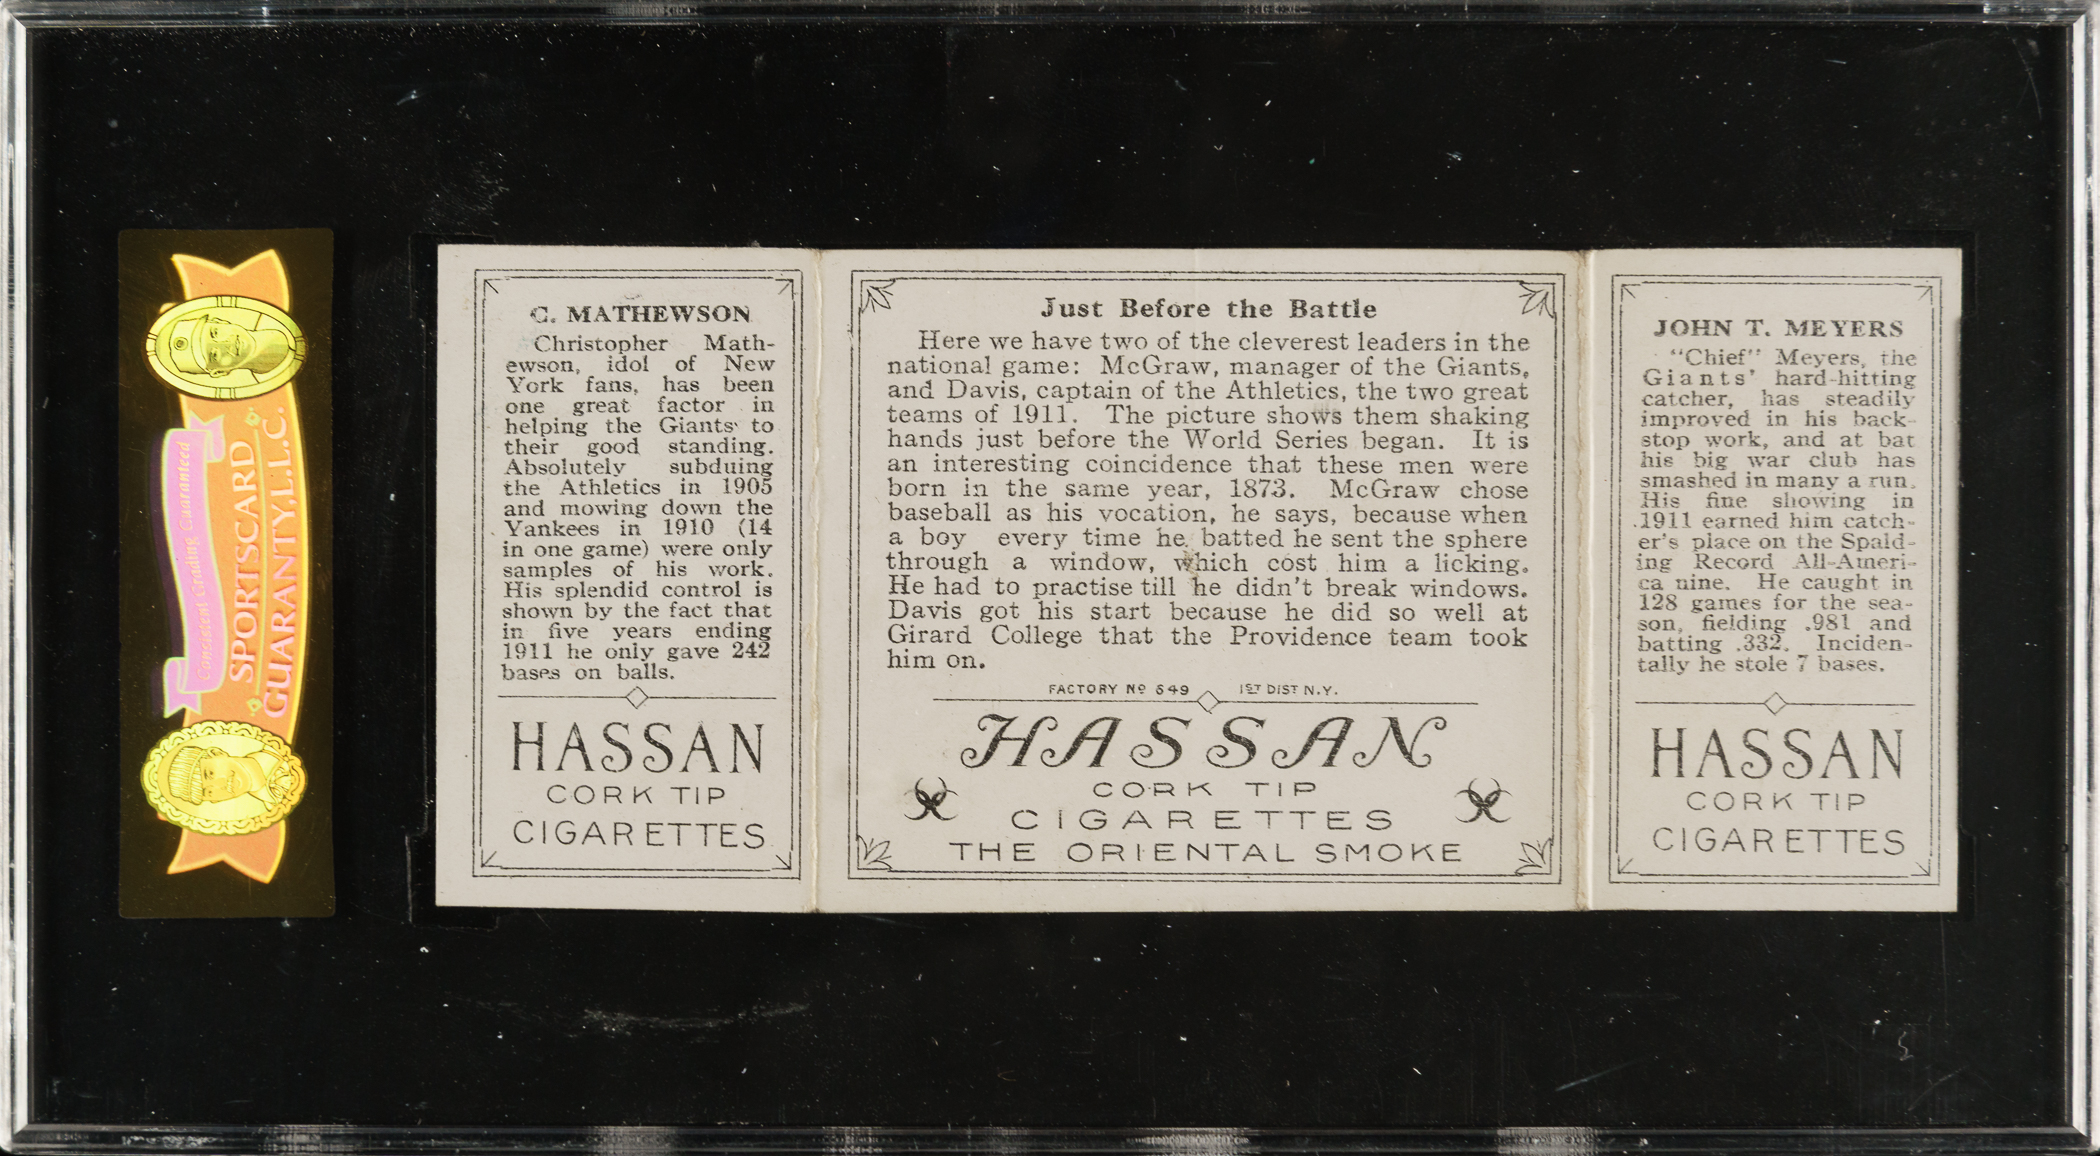 Consistent Grading Guaranteed
SPORTSCARD
GUARANTY, L.L.C.
C. MATHEWSON
Christopher Math-
ewson, idol of New
York fans, has been
one great factor in
helping the Giants to
their good standing.
Absolutely subduing
the Athletics in 1905
and mowing down the
Yankees in 1910 (14
in one game) were only
samples of his work.
His splendid control is
shown by the fact that
in five years ending
1911 he only gave 242
bases on balls.
HASSAN
CORK TIP
CIGARETTES
Just Before the Battle
Here we have two of the cleverest leaders in the
national game: McGraw, manager of the Giants,
and Davis, captain of the Athletics, the two great
teams of 1911. The picture shows them shaking
hands just before the World Series began. It is
an interesting coincidence that these men were
born in the same year, 1873. McGraw chose
baseball as his vocation, he says, because when
a boy every time he batted he sent the sphere
through a window, which cost him a licking.
He had to practise till he didn't break windows.
Davis got his start because he did so well at
Girard College that the Providence team took
him on.
FACTORY Nº 649 1ST DIST N.Y.
HASSAN
CORK TIP
CIGARETTES
THE ORIENTAL SMOKE
JOHN T. MEYERS
"Chief" Meyers, the
Giants' hard-hitting
catcher, has steadily
improved in his back-
stop work, and at bat
his big war club has
smashed in many a run.
His fine showing in
1911 earned him catch-
er's place on the Spald-
ing Record All-Ameri-
ca nine. He caught in
128 games for the sea-
son, fielding .981 and
batting .332. Inciden-
tally he stole 7 bases.
HASSAN
CORK TIP
CIGARETTES